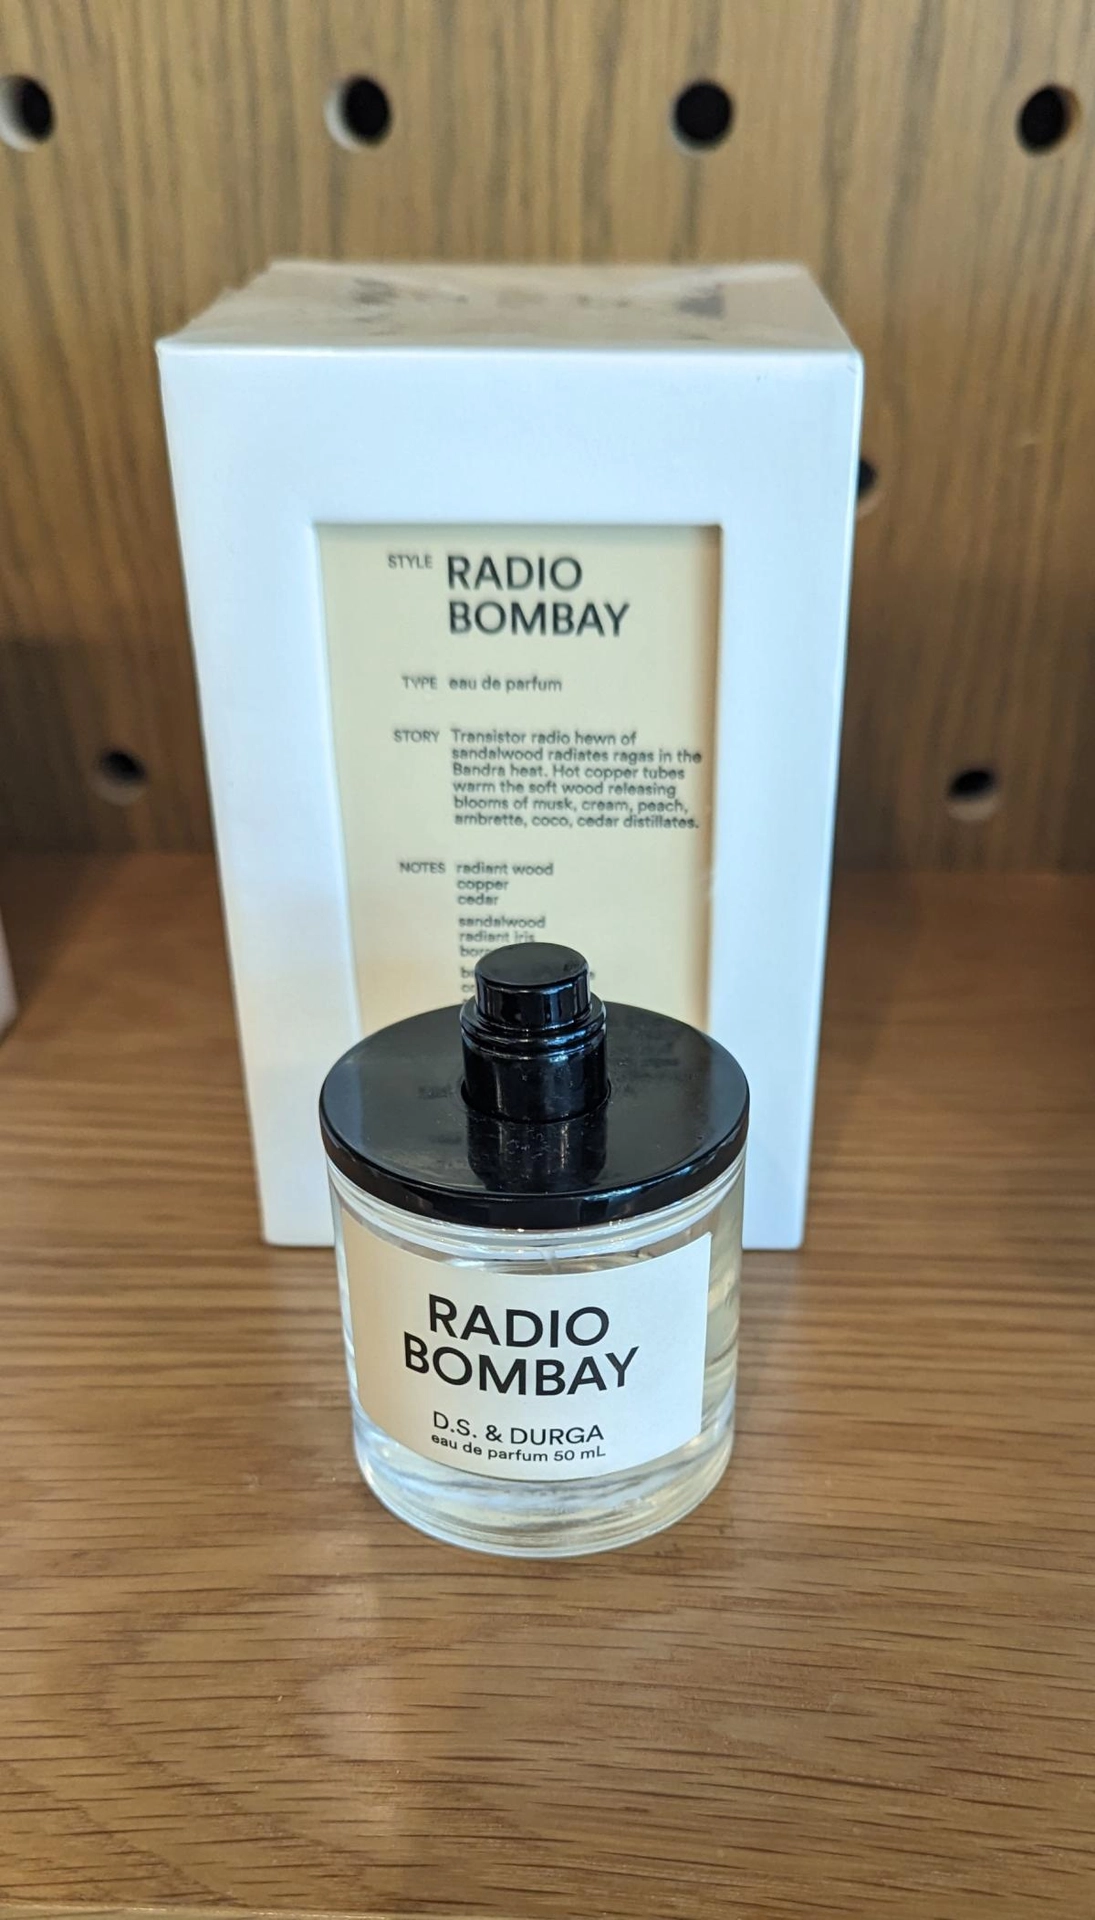 STYLE RADIO
BOMBAY
TYPE eau de parfum
STORY Transistor radio hewn of
sandalwood radiates ragas in the
Bandra heat. Hot copper tubes
warm the soft wood releasing
blooms of musk, cream, peach,
ambrette, coco, cedar distillates.
NOTES radiant wood
copper
cedar
sandalwood
radiant iris
RADIO
BOMBAY
D.S. & DURGA
eau de parfum 50 mL